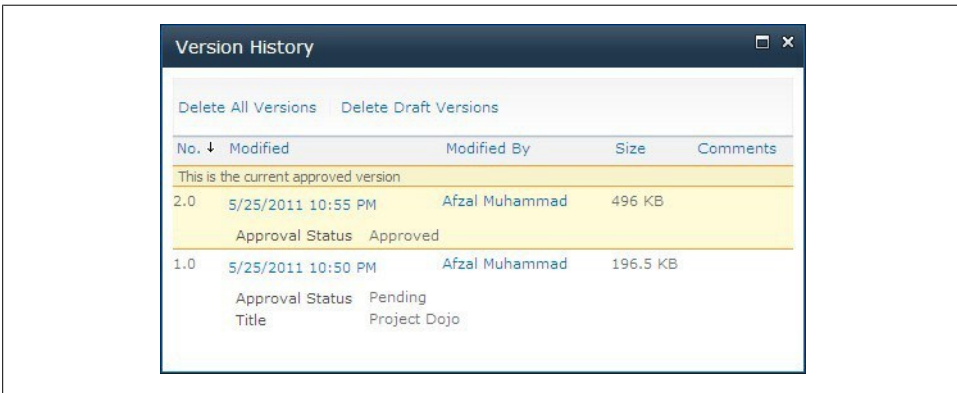 Version History
Delete All Versions Delete Draft Versions
No. ↓ Modified Modified By Size Comments
This is the current approved version
2.0 5/25/2011 10:55 PM Afzal Muhammad 496 KB
Approval Status Approved
1.0 5/25/2011 10:50 PM Afzal Muhammad 196.5 KB
Approval Status Pending
Title Project Dojo